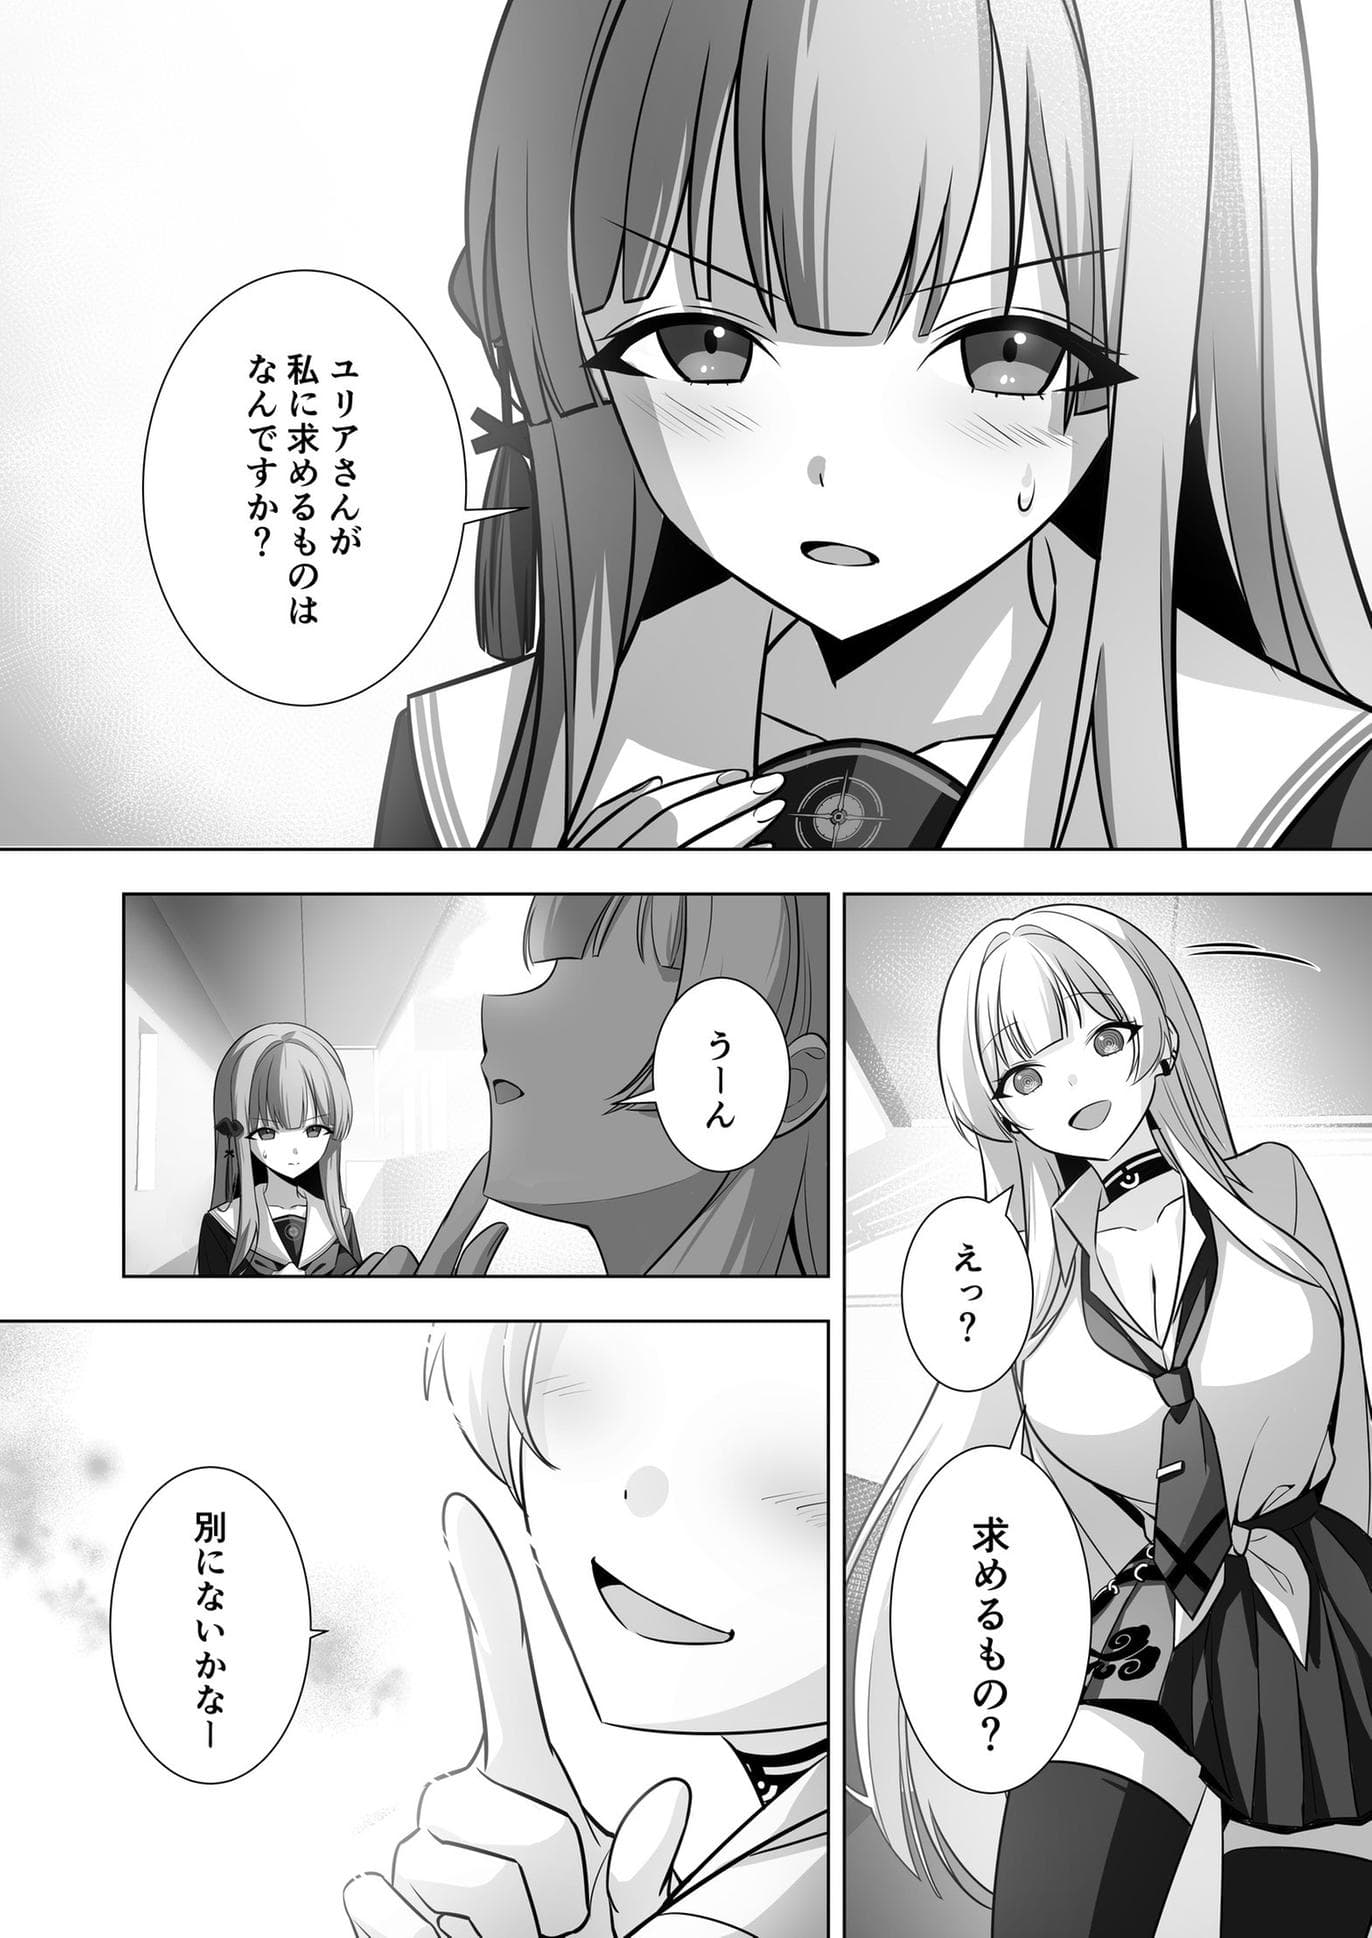 ユリアさんが
私に求めるものは
なんですか?
えっ?
求めるもの?
うーん
別にないかなー